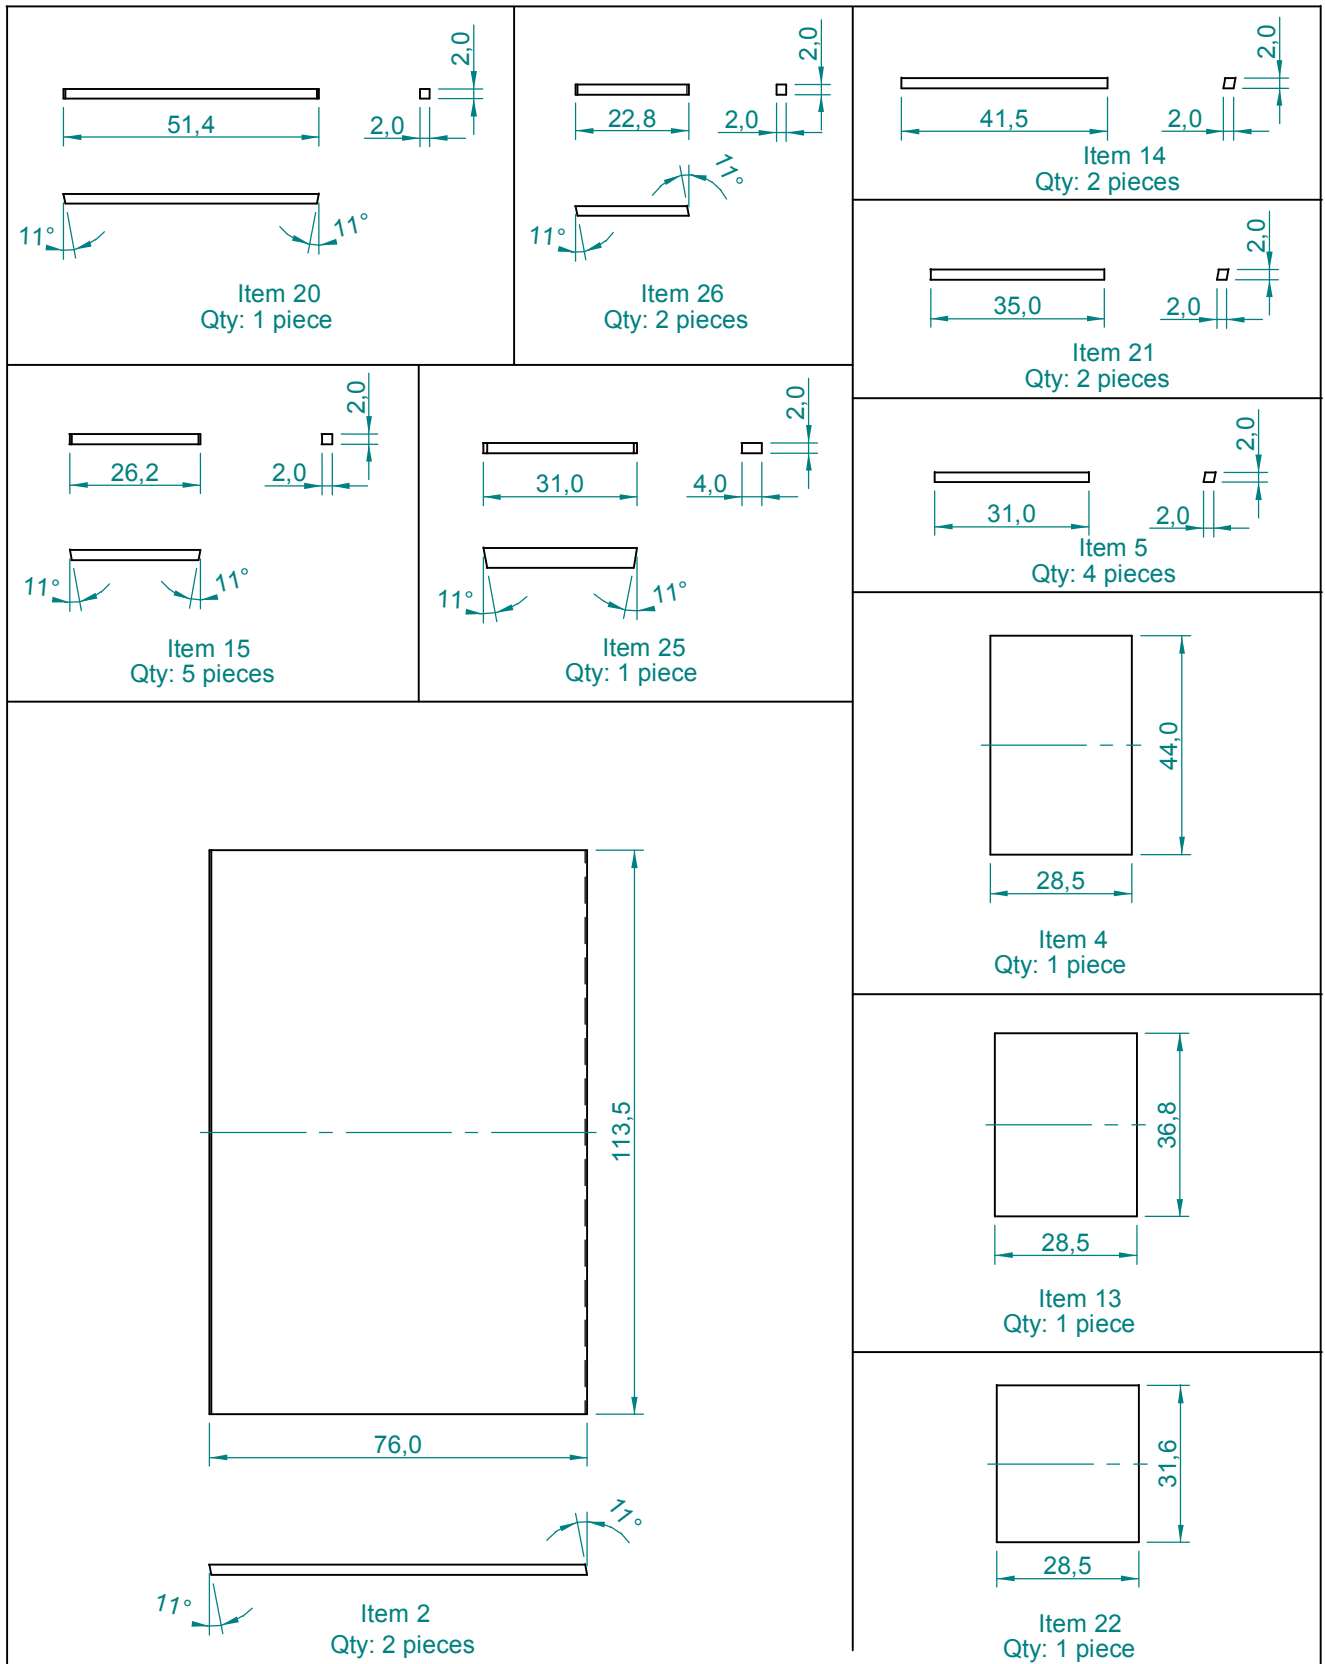 2,0
51,4
2,0
11°
11°
Item 20
Qty: 1 piece
2,0
22,8
2,0
11°
11°
Item 26
Qty: 2 pieces
2,0
41,5
2,0
Item 14
Qty: 2 pieces
2,0
35,0
2,0
Item 21
Qty: 2 pieces
2,0
26,2
2,0
11°
11°
Item 15
Qty: 5 pieces
2,0
31,0
4,0
11°
11°
Item 25
Qty: 1 piece
2,0
31,0
2,0
Item 5
Qty: 4 pieces
44,0
28,5
Item 4
Qty: 1 piece
113,5
76,0
11°
11°
Item 2
Qty: 2 pieces
36,8
28,5
Item 13
Qty: 1 piece
31,6
28,5
Item 22
Qty: 1 piece